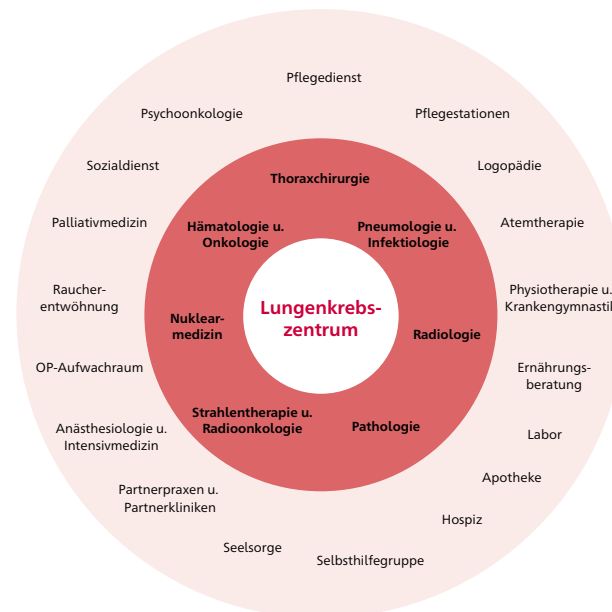 Pflegedienst
Psychoonkologie
Pflegestationen
Sozialdienst
Logopädie
Thoraxchirurgie
Palliativmedizin
Hämatologie u.
Onkologie
Pneumologie u.
Infektiologie
Atemtherapie
Raucher-
entwöhnung
Physiotherapie u.
Krankengymnastik
Nuklear-
medizin
Lungenkrebs-
zentrum
Radiologie
OP-Aufwachraum
Ernährungs-
beratung
Anästhesiologie u.
Intensivmedizin
Strahlentherapie u.
Radioonkologie
Pathologie
Labor
Partnerpraxen u.
Partnerkliniken
Apotheke
Hospiz
Seelsorge
Selbsthilfegruppe